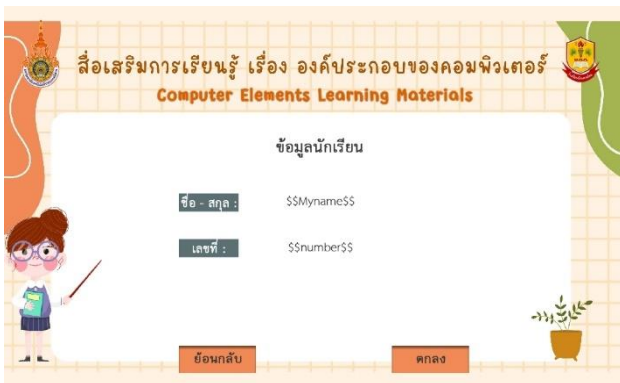 สื่อเสริมการเรียนรู้ เรื่อง องค์ประกอบของคอมพิวเตอร์
Computer Elements Learning Materials
ข้อมูลนักเรียน
ชื่อ - สกุล : $$Myname$$
เลขที่ : $$number$$
ย้อนกลับ ตกลง